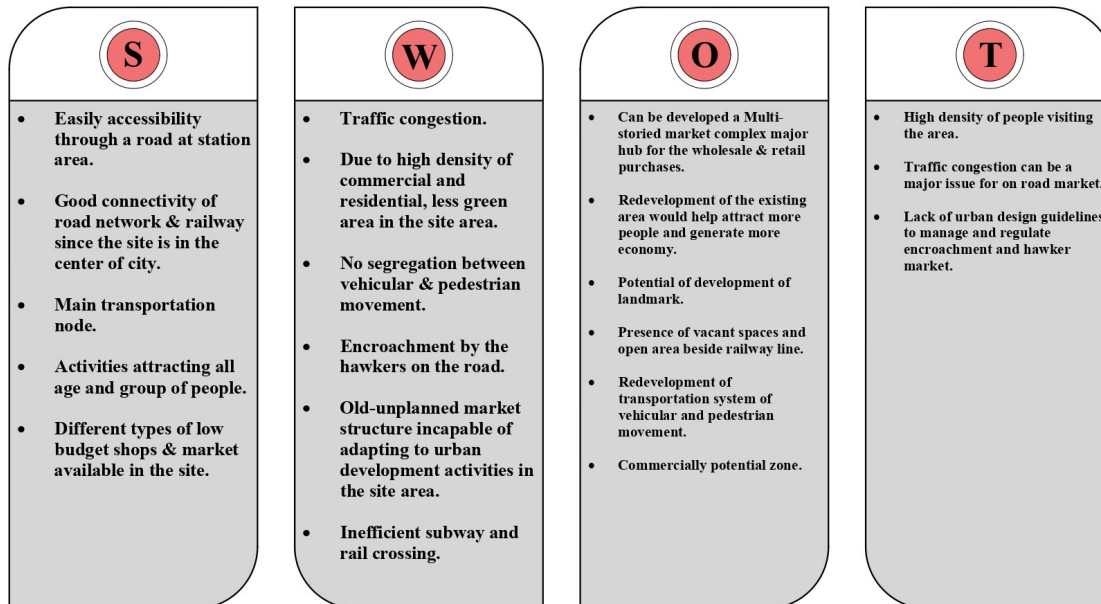 S
• Easily accessibility
through a road at station
area.
• Good connectivity of
road network & railway
since the site is in the
center of city.
• Main transportation
node.
• Activities attracting all
age and group of people.
• Different types of low
budget shops & market
available in the site.
W
• Traffic congestion.
• Due to high density of
commercial and
residential, less green
area in the site area.
• No segregation between
vehicular & pedestrian
movement.
• Encroachment by the
hawkers on the road.
• Old-unplanned market
structure incapable of
adapting to urban
development activities in
the site area.
• Inefficient subway and
rail crossing.
O
• Can be developed a Multi-
storied market complex major
hub for the wholesale & retail
purchases.
• Redevelopment of the existing
area would help attract more
people and generate more
economy.
• Potential of development of
landmark.
• Presence of vacant spaces and
open area beside railway line.
• Redevelopment of
transportation system of
vehicular and pedestrian
movement.
• Commercially potential zone.
T
• High density of people visiting
the area.
• Traffic congestion can be a
major issue for on road market.
• Lack of urban design guidelines
to manage and regulate
encroachment and hawker
market.